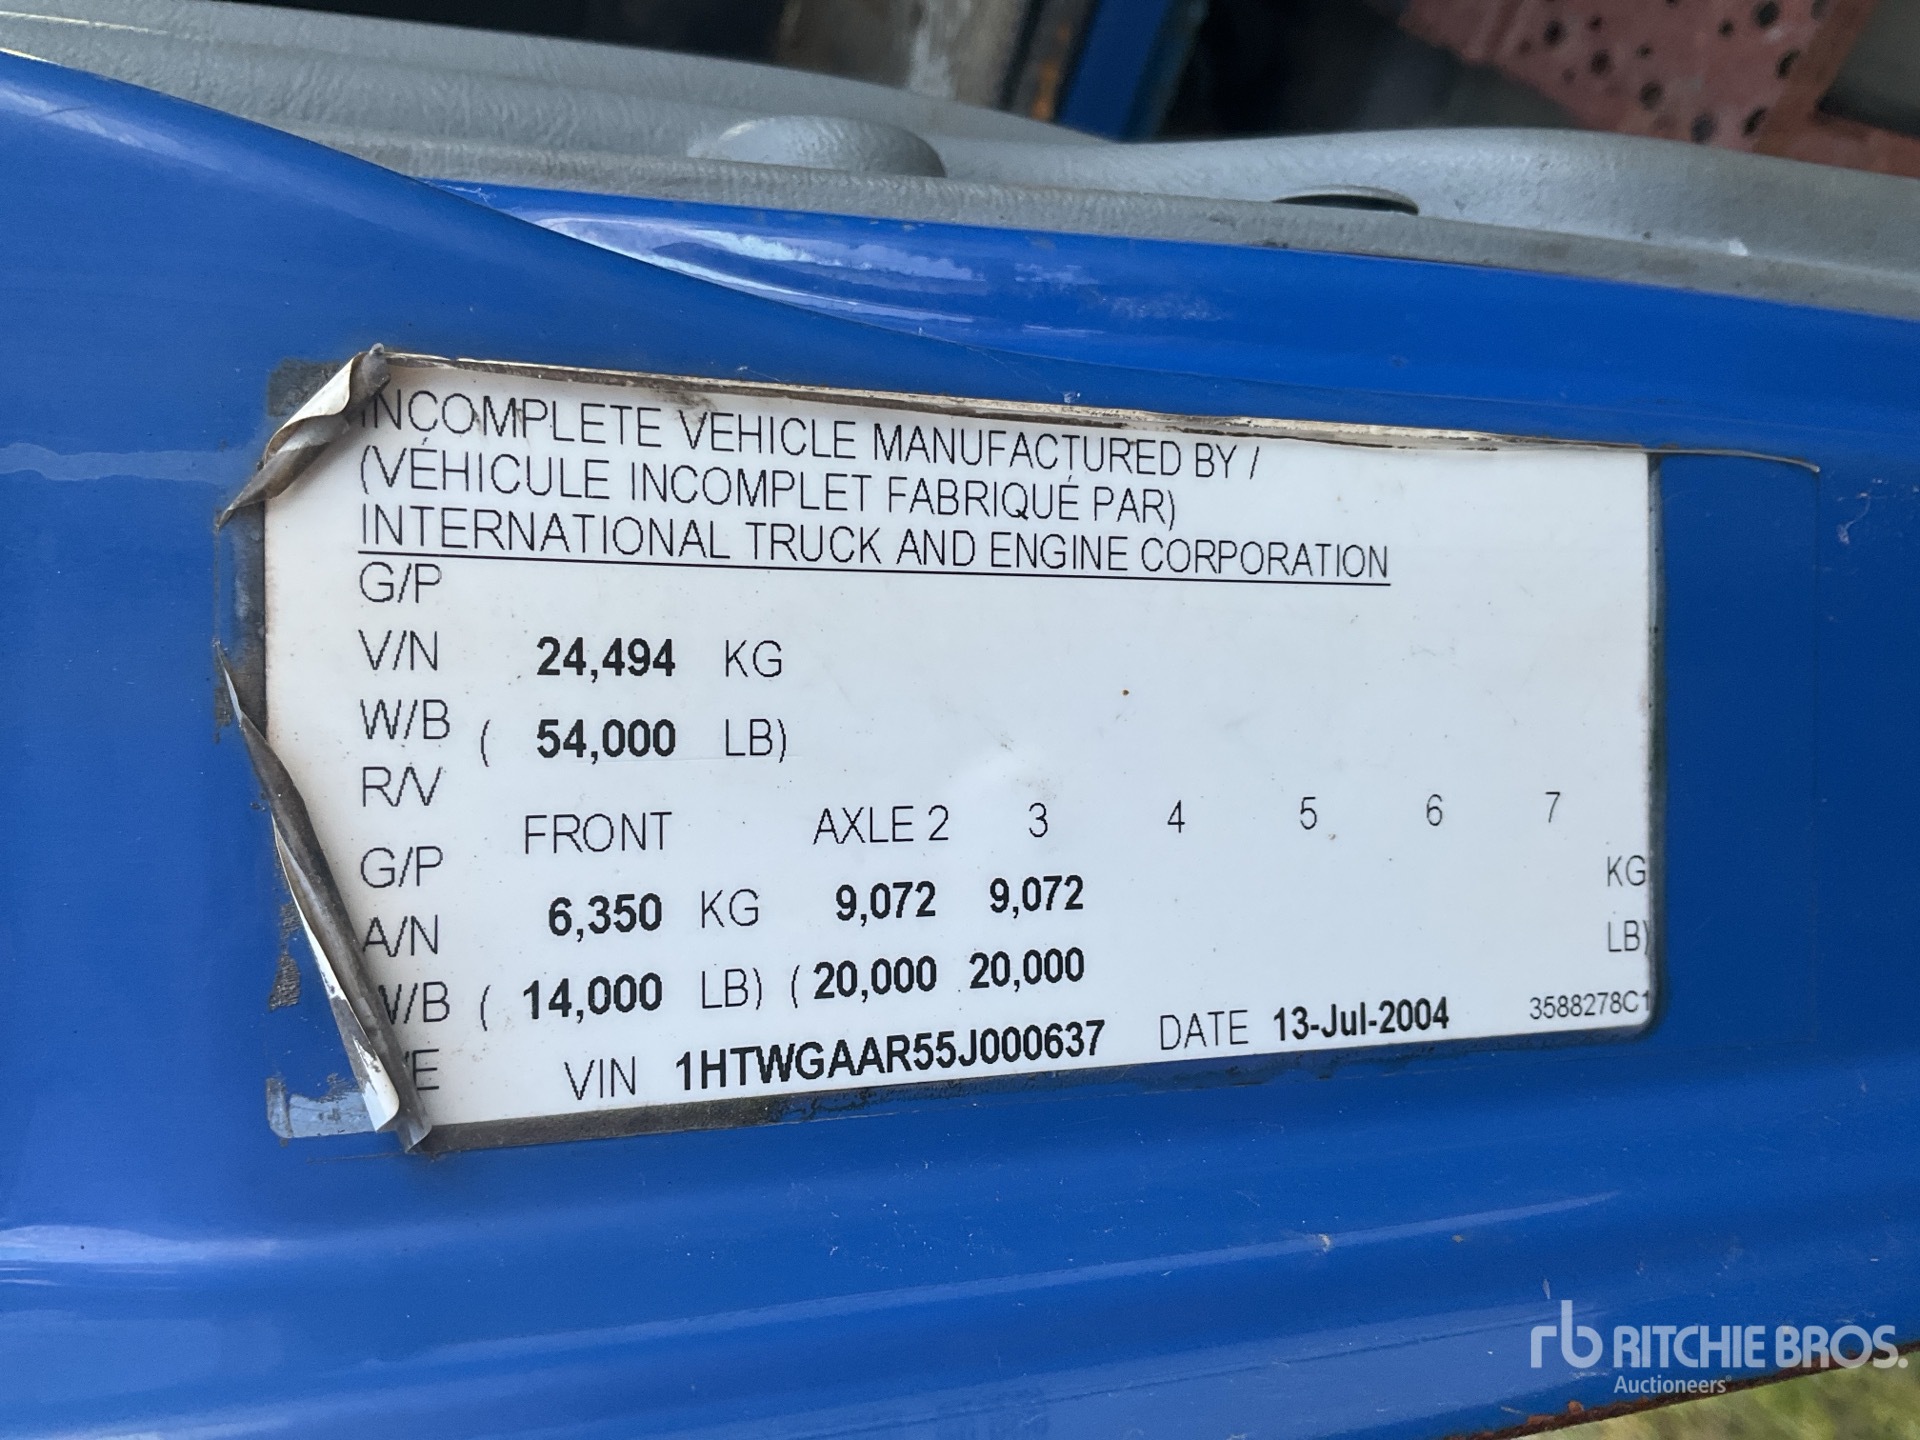 INCOMPLETE VEHICLE MANUFACTURED BY /
(VÉHICULE INCOMPLET FABRIQUÉ PAR)
INTERNATIONAL TRUCK AND ENGINE CORPORATION
G/P
V/N 24,494 KG
W/B ( 54,000 LB)
R/V
FRONT AXLE 2 3 4 5 6 7
G/P
A/N 6,350 KG 9,072 9,072 KG
W/B ( 14,000 LB) ( 20,000 20,000 LB)
/E VIN 1HTWGAAR55J000637 DATE 13-Jul-2004 3588278C1
rb RITCHIE BROS.
Auctioneers